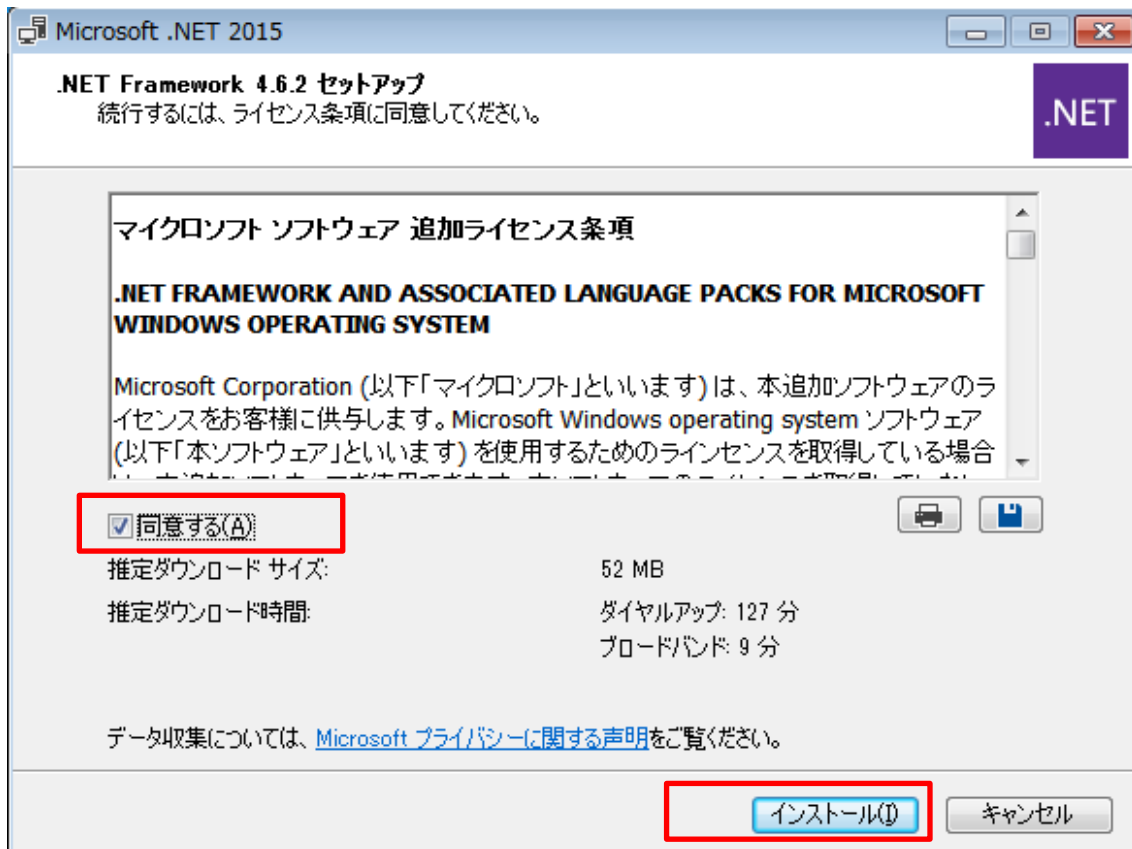 Microsoft .NET 2015
.NET Framework 4.6.2 セットアップ
続行するには、ライセンス条項に同意してください。
.NET
マイクロソフト ソフトウェア 追加ライセンス条項
.NET FRAMEWORK AND ASSOCIATED LANGUAGE PACKS FOR MICROSOFT
WINDOWS OPERATING SYSTEM
Microsoft Corporation (以下「マイクロソフト」といいます) は、本追加ソフトウェアのラ
イセンスをお客様に供与します。Microsoft Windows operating system ソフトウェア
(以下「本ソフトウェア」といいます) を使用するためのラインセンスを取得している場合
同意する(A)
推定ダウンロード サイズ: 52 MB
推定ダウンロード時間: ダイヤルアップ: 127 分
ブロードバンド: 9 分
データ収集については、Microsoft プライバシーに関する声明をご覧ください。
インストール(I) キャンセル